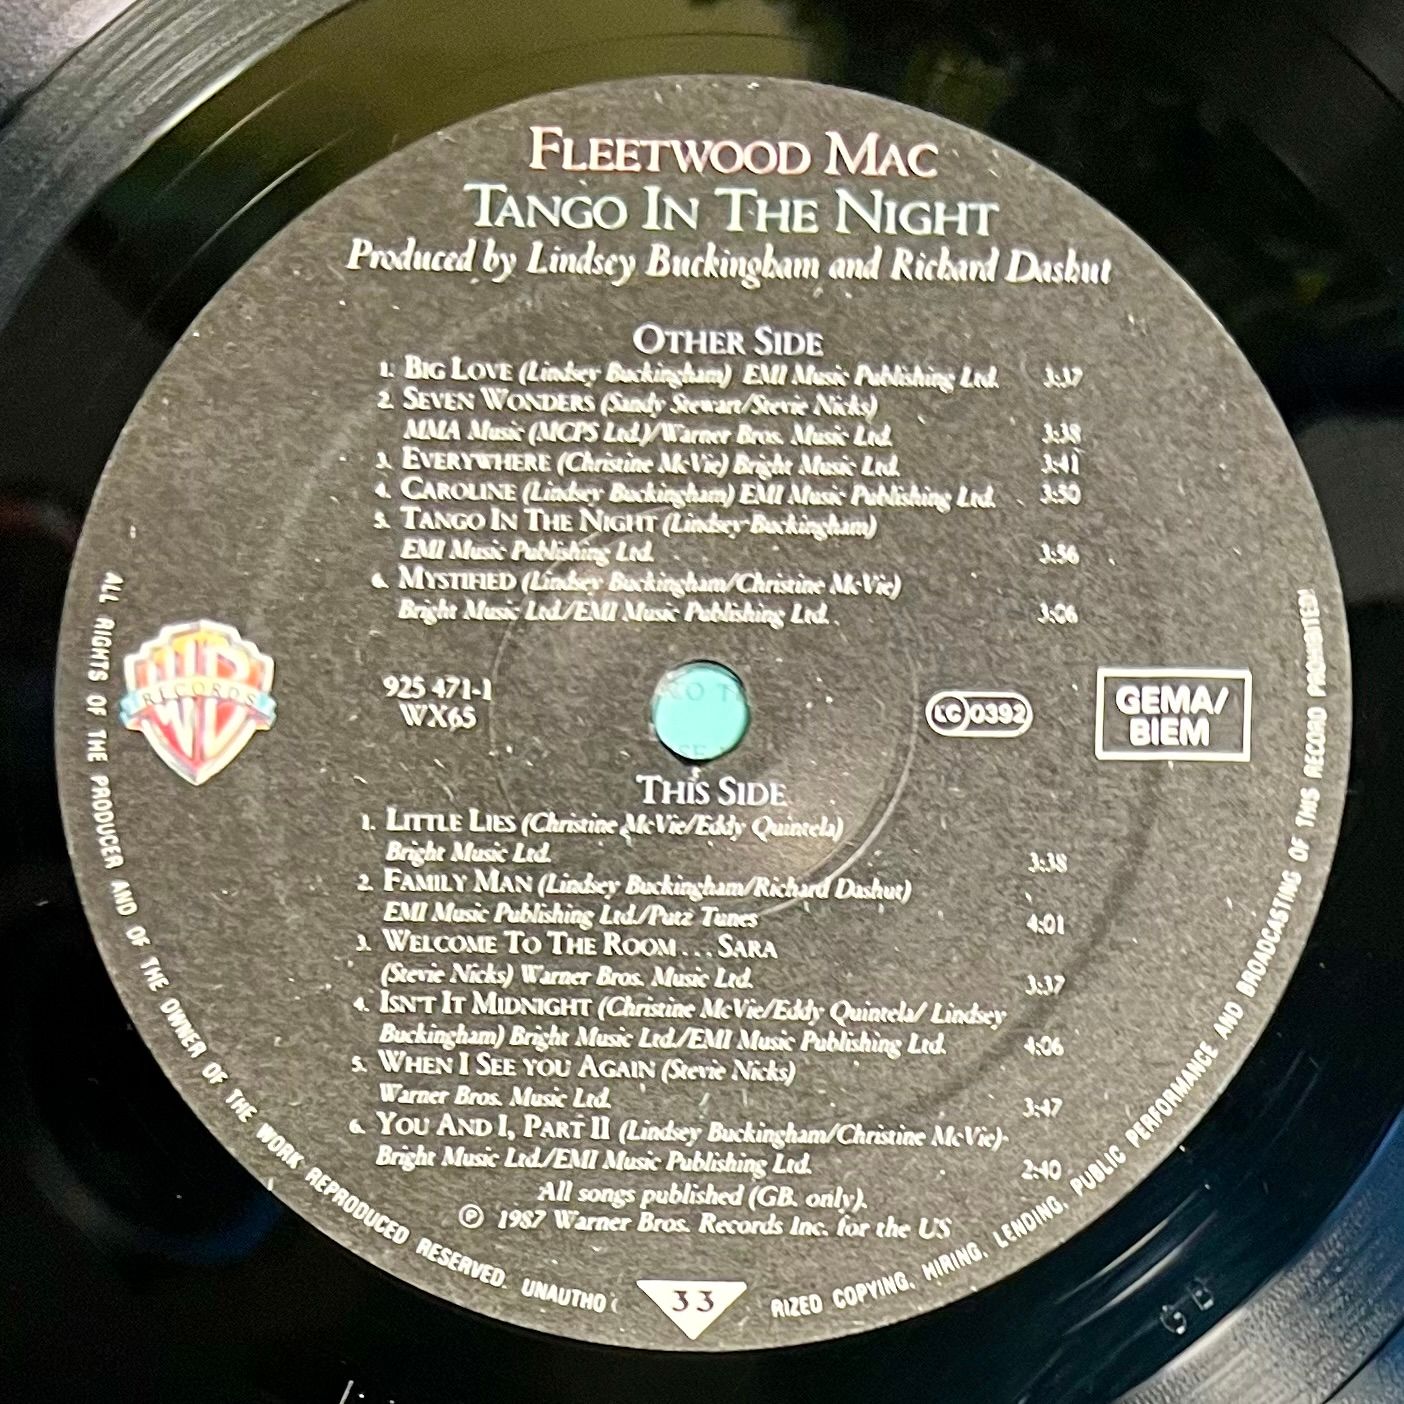 FLEETWOOD MAC
TANGO IN THE NIGHT
Produced by Lindsey Buckingham and Richard Dashut
OTHER SIDE
1. BIG LOVE (Lindsey Buckingham) EMI Music Publishing Ltd. 3:37
2. SEVEN WONDERS (Sandy Stewart/Stevie Nicks)
MMA Music (MCPS Ltd.)/Warner Bros. Music Ltd. 3:38
3. EVERYWHERE (Christine McVie) Bright Music Ltd. 3:41
4. CAROLINE (Lindsey Buckingham) EMI Music Publishing Ltd. 3:50
5. TANGO IN THE NIGHT (Lindsey Buckingham)
EMI Music Publishing Ltd. 3:56
6. MYSTIFIED (Lindsey Buckingham/Christine McVie)
Bright Music Ltd./EMI Music Publishing Ltd. 3:06
WB
RECORDS
925 471-1
WX65
LC 0392
GEMA/
BIEM
THIS SIDE
1. LITTLE LIES (Christine McVie/Eddy Quintela)
Bright Music Ltd. 3:38
2. FAMILY MAN (Lindsey Buckingham/Richard Dashut)
EMI Music Publishing Ltd./Putz Tunes 4:01
3. WELCOME TO THE ROOM... SARA
(Stevie Nicks) Warner Bros. Music Ltd. 3:37
4. ISN'T IT MIDNIGHT (Christine McVie/Eddy Quintela/ Lindsey
Buckingham) Bright Music Ltd./EMI Music Publishing Ltd. 4:06
5. WHEN I SEE YOU AGAIN (Stevie Nicks)
Warner Bros. Music Ltd. 3:47
6. YOU AND I, PART II (Lindsey Buckingham/Christine McVie)
Bright Music Ltd./EMI Music Publishing Ltd. 2:40
All songs published (GB. only).
℗ 1987 Warner Bros. Records Inc. for the US
33
ALL RIGHTS OF THE PRODUCER AND OF THE OWNER OF THE WORK REPRODUCED RESERVED. UNAUTHORIZED COPYING, HIRING, LENDING, PUBLIC PERFORMANCE AND BROADCASTING OF THIS RECORD PROHIBITED!